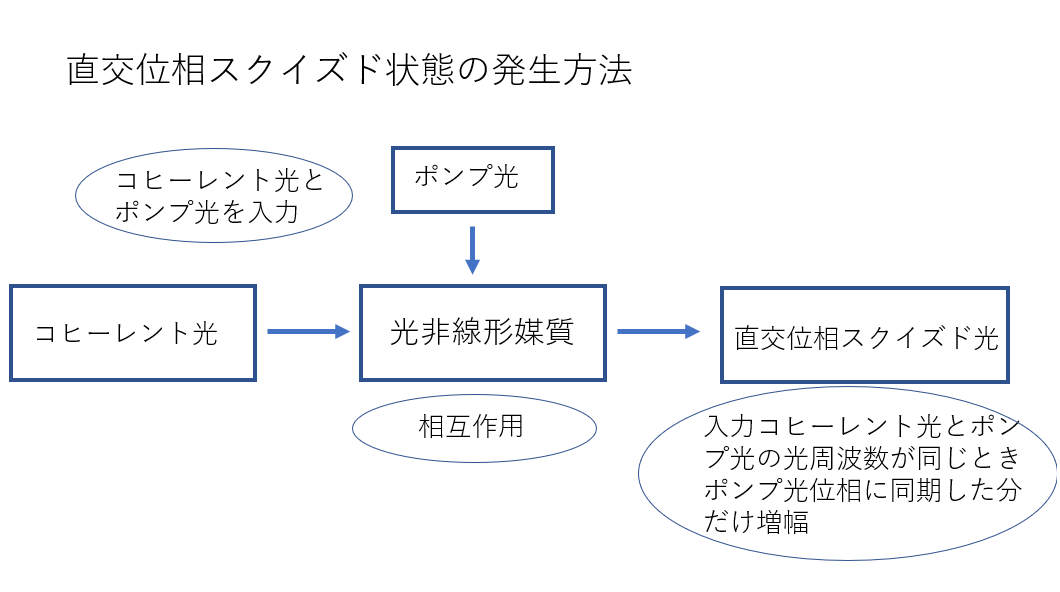 直交位相スクイズド状態の発生方法
コヒーレント光と
ポンプ光を入力
ポンプ光
コヒーレント光
光非線形媒質
直交位相スクイズド光
相互作用
入力コヒーレント光とポン
プ光の光周波数が同じとき
ポンプ光位相に同期した分
だけ増幅